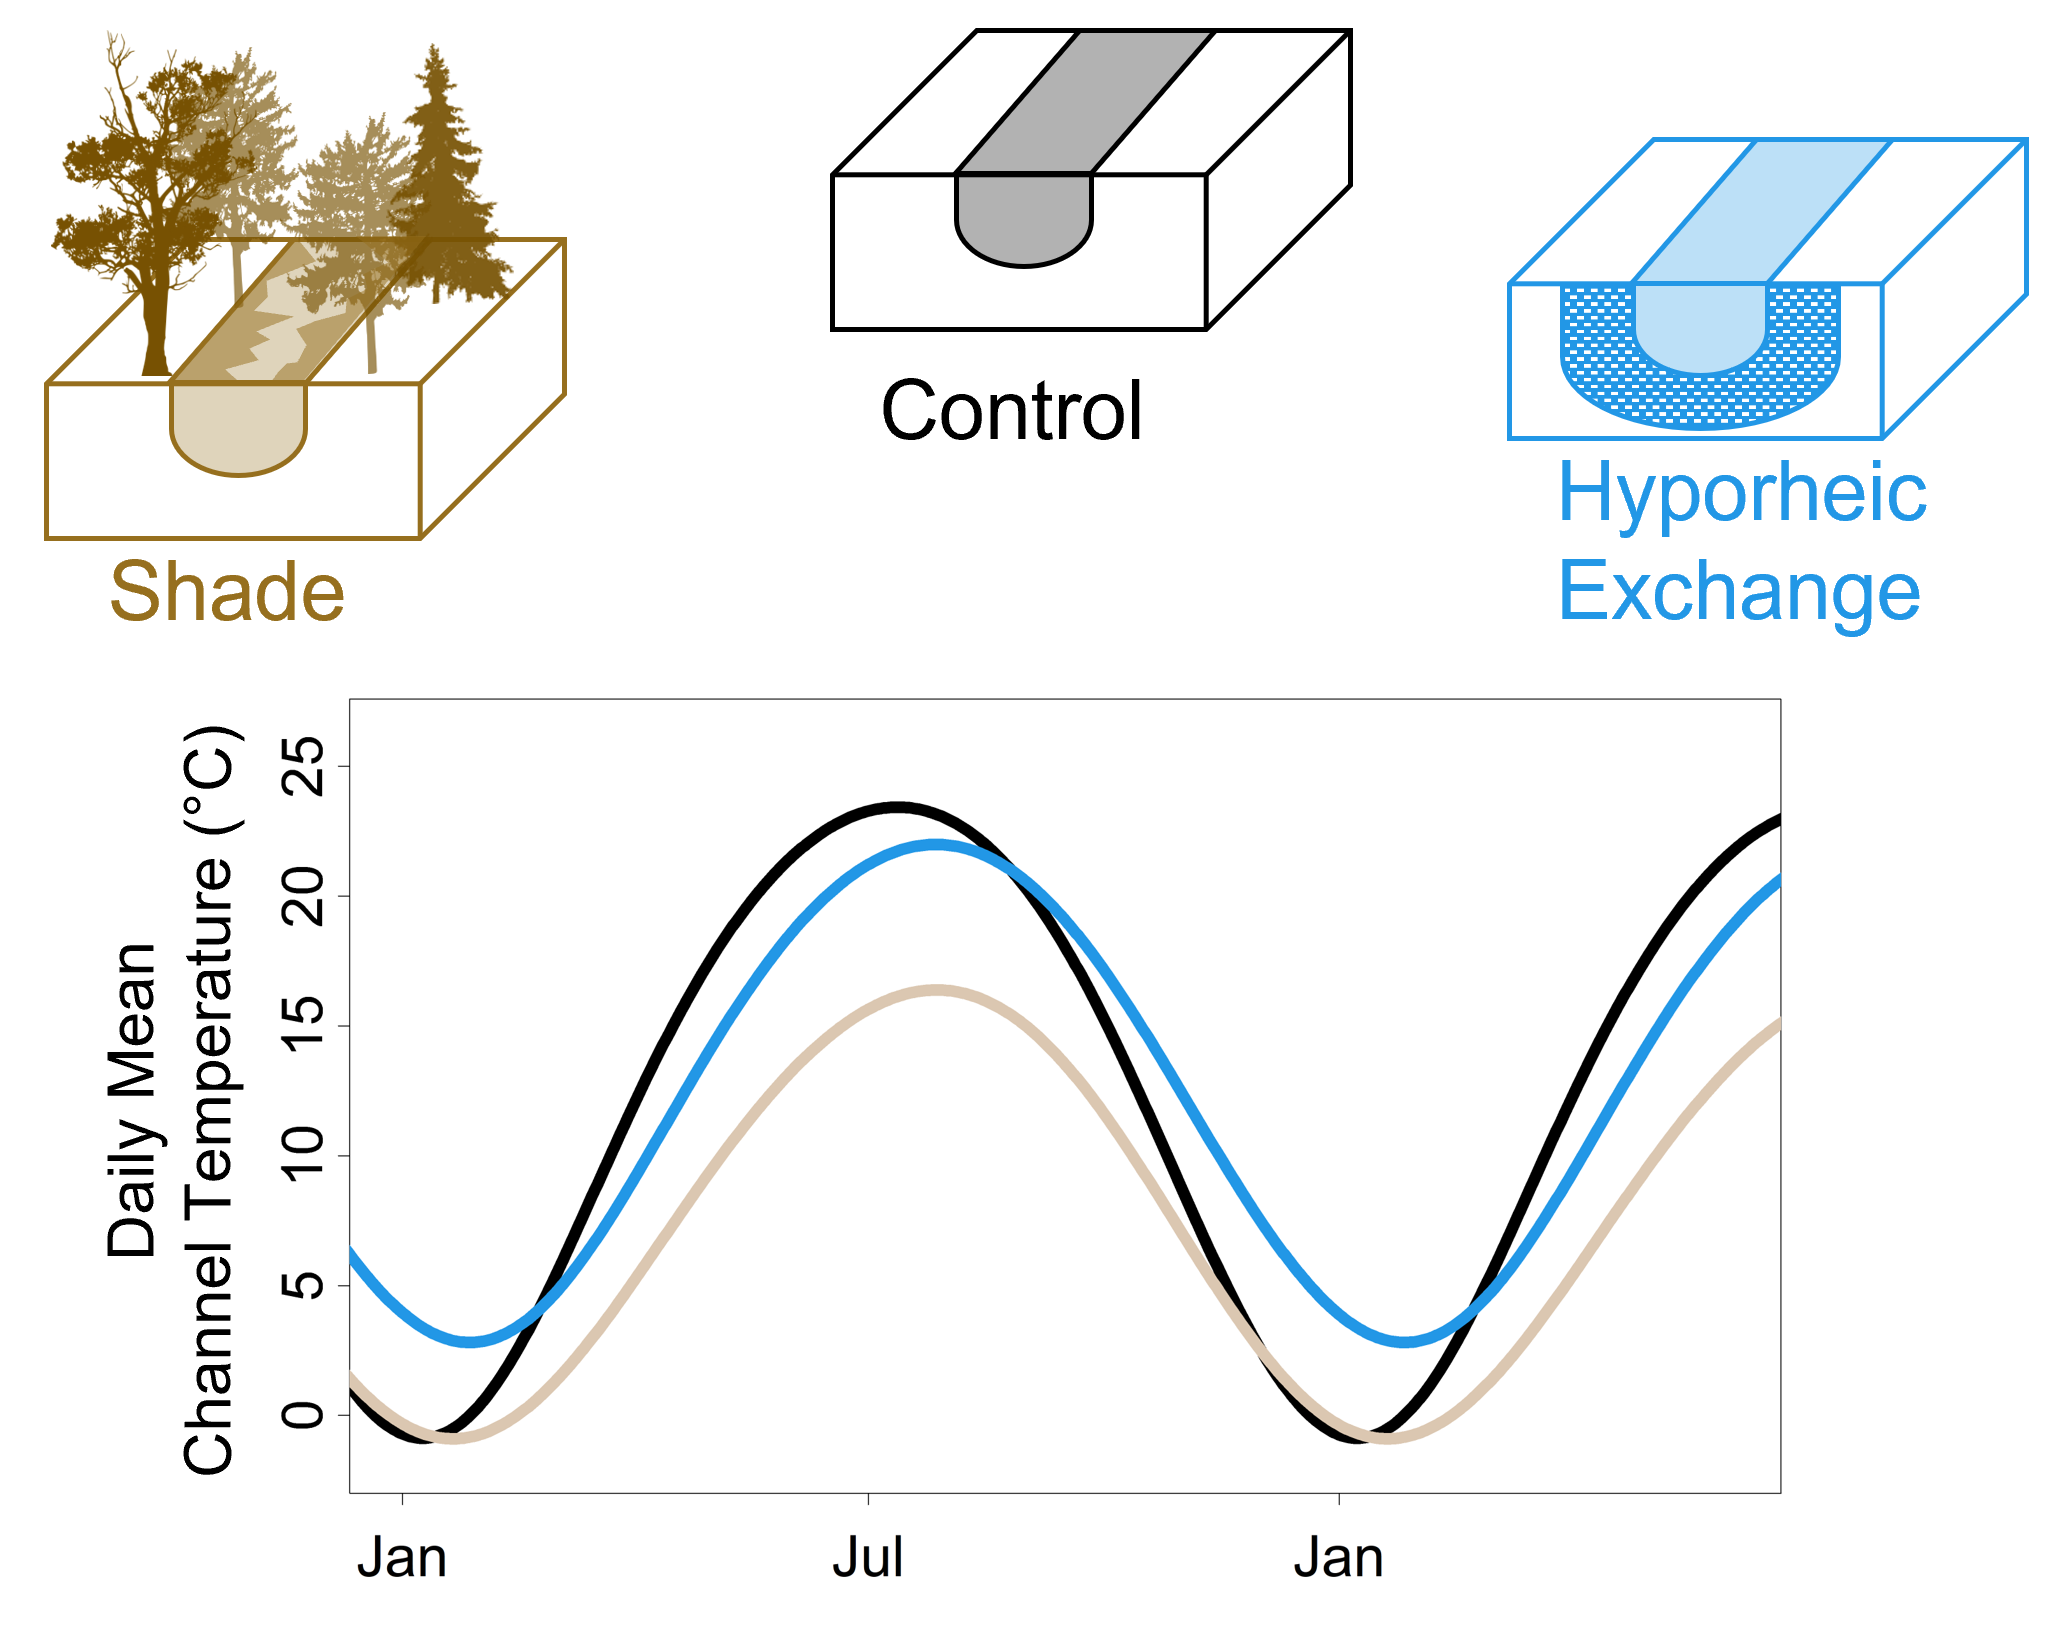 Control
Hyporheic
Exchange
Shade
Daily Mean
Channel Temperature (°C)
25
20
15
10
5
0
Jan
Jul
Jan